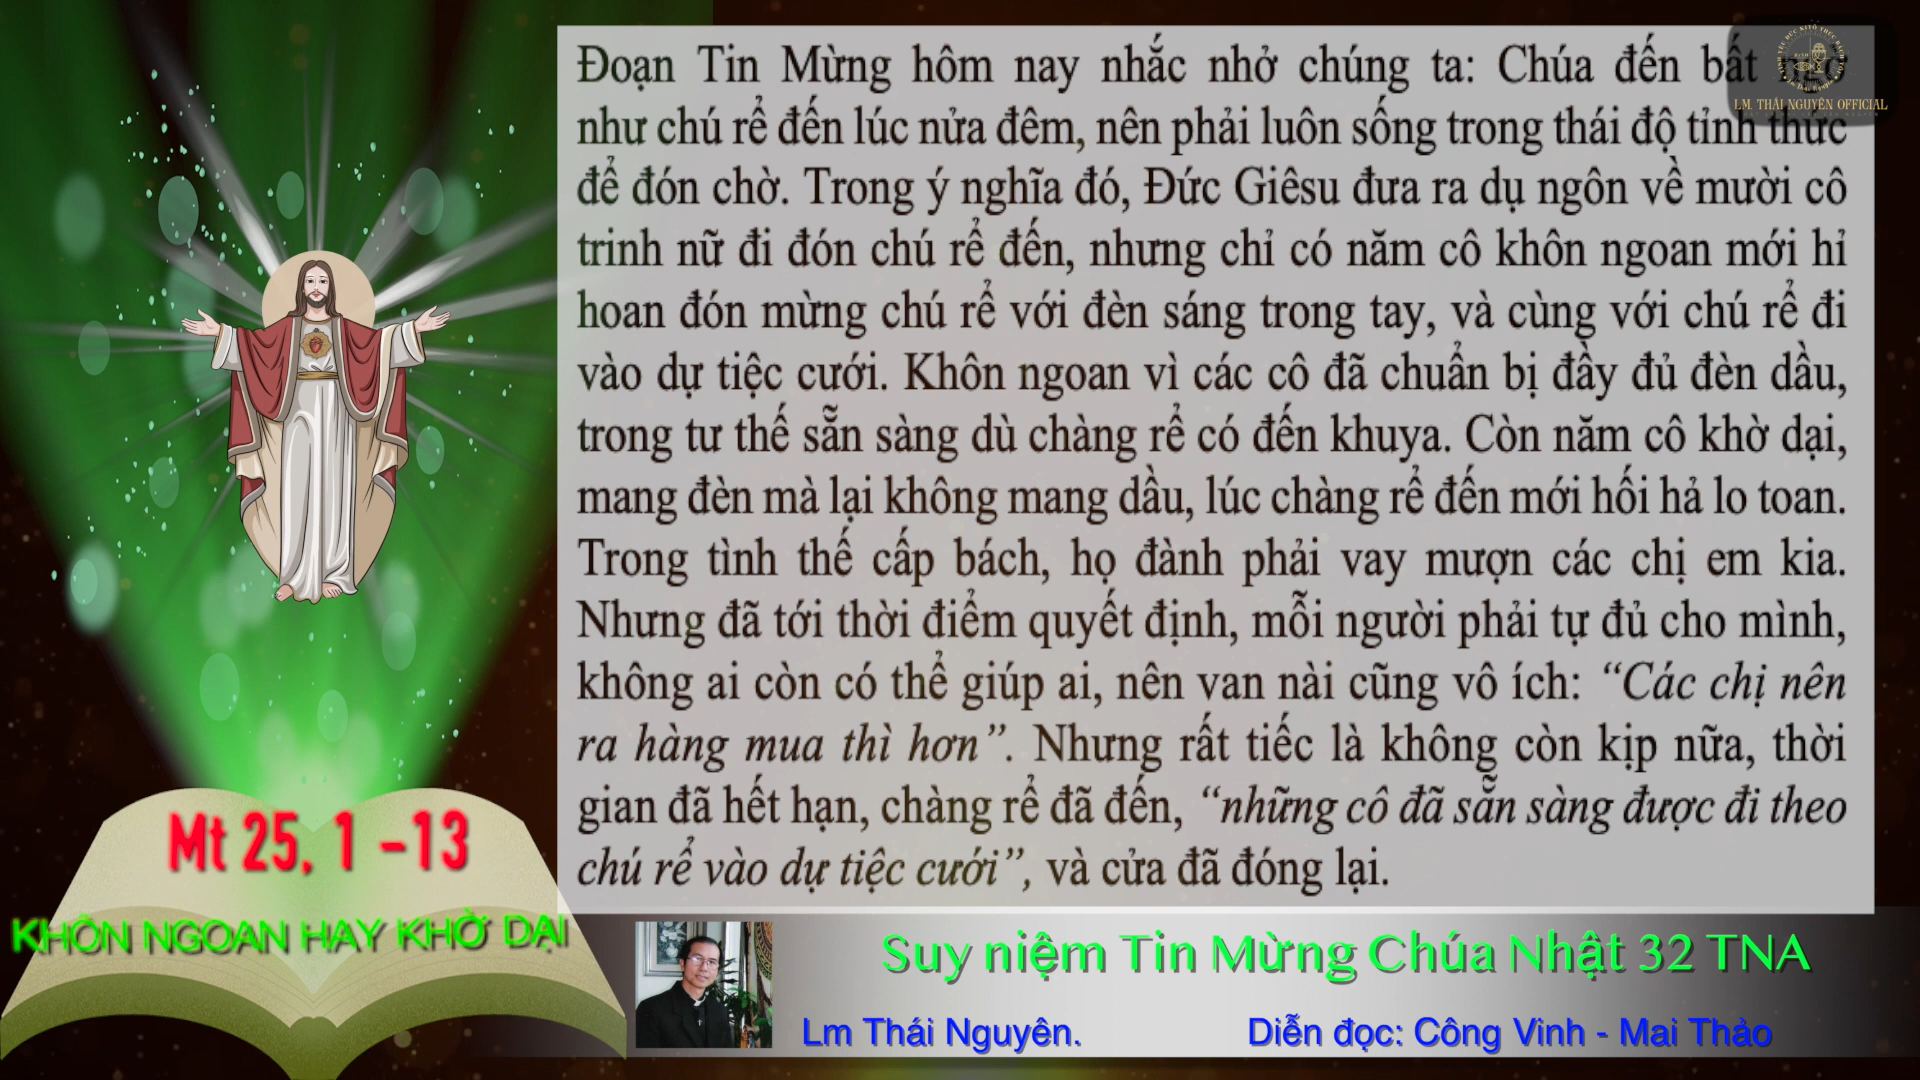 Đoạn Tin Mừng hôm nay nhắc nhở chúng ta: Chúa đến bất
như chú rể đến lúc nửa đêm, nên phải luôn sống trong thái độ tỉnh thức
để đón chờ. Trong ý nghĩa đó, Đức Giêsu đưa ra dụ ngôn về mười cô
trinh nữ đi đón chú rể đến, nhưng chỉ có năm cô khôn ngoan mới hỉ
hoan đón mừng chú rể với đèn sáng trong tay, và cùng với chú rể đi
vào dự tiệc cưới. Khôn ngoan vì các cô đã chuẩn bị đầy đủ đèn dầu,
trong tư thế sẵn sàng dù chàng rể có đến khuya. Còn năm cô khờ dại,
mang đèn mà lại không mang dầu, lúc chàng rể đến mới hối hả lo toan.
Trong tình thế cấp bách, họ đành phải vay mượn các chị em kia.
Nhưng đã tới thời điểm quyết định, mỗi người phải tự đủ cho mình,
không ai còn có thể giúp ai, nên van nài cũng vô ích: “Các chị nên
ra hàng mua thì hơn”. Nhưng rất tiếc là không còn kịp nữa, thời
gian đã hết hạn, chàng rể đã đến, “những cô đã sẵn sàng được đi theo
chú rể vào dự tiệc cưới”, và cửa đã đóng lại.
LM. THÁI NGUYÊN OFFICIAL
Mt 25, 1 -13
KHÔN NGOAN HAY KHỜ DẠI
Suy niệm Tin Mừng Chúa Nhật 32 TNA
Lm Thái Nguyên.
Diễn đọc: Công Vinh - Mai Thảo